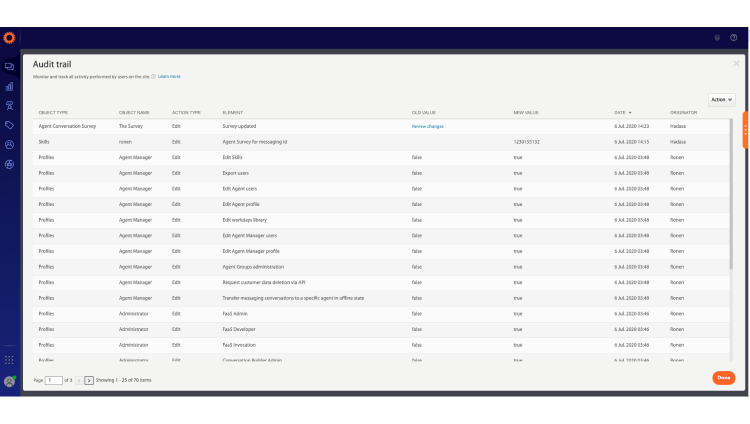 Audit trail
Monitor and track all activity performed by users on the site. Learn more
Action
OBJECT TYPE OBJECT NAME ACTION TYPE ELEMENT OLD VALUE NEW VALUE DATE ORIGINATOR
Agent Conversation Survey The Survey Edit Survey updated Review changes 6 Jul. 2020 14:23 Hadass
Skills ronen Edit Agent Survey for messaging Id 1230155132 6 Jul. 2020 14:15 Hadass
Profiles Agent Manager Edit Edit Skills false true 6 Jul. 2020 03:48 Ronen
Profiles Agent Manager Edit Export users false true 6 Jul. 2020 03:48 Ronen
Profiles Agent Manager Edit Edit Agent users false true 6 Jul. 2020 03:48 Ronen
Profiles Agent Manager Edit Edit Agent profile false true 6 Jul. 2020 03:48 Ronen
Profiles Agent Manager Edit Edit workdays library false true 6 Jul. 2020 03:48 Ronen
Profiles Agent Manager Edit Edit Agent Manager users false true 6 Jul. 2020 03:48 Ronen
Profiles Agent Manager Edit Edit Agent Manager profile false true 6 Jul. 2020 03:48 Ronen
Profiles Agent Manager Edit Agent Groups administration false true 6 Jul. 2020 03:48 Ronen
Profiles Agent Manager Edit Request customer data deletion via API false true 6 Jul. 2020 03:48 Ronen
Profiles Agent Manager Edit Transfer messaging conversations to a specific agent in offline state false true 6 Jul. 2020 03:48 Ronen
Profiles Administrator Edit FaaS Admin false true 6 Jul. 2020 03:46 Ronen
Profiles Administrator Edit FaaS Developer false true 6 Jul. 2020 03:46 Ronen
Profiles Administrator Edit FaaS Invocation false true 6 Jul. 2020 03:46 Ronen
Profiles Administrator Edit Conversation Builder Admin false true 6 Jul. 2020 03:46 Ronen
Page 1 of 3 < > Showing 1 - 25 of 70 items
Done